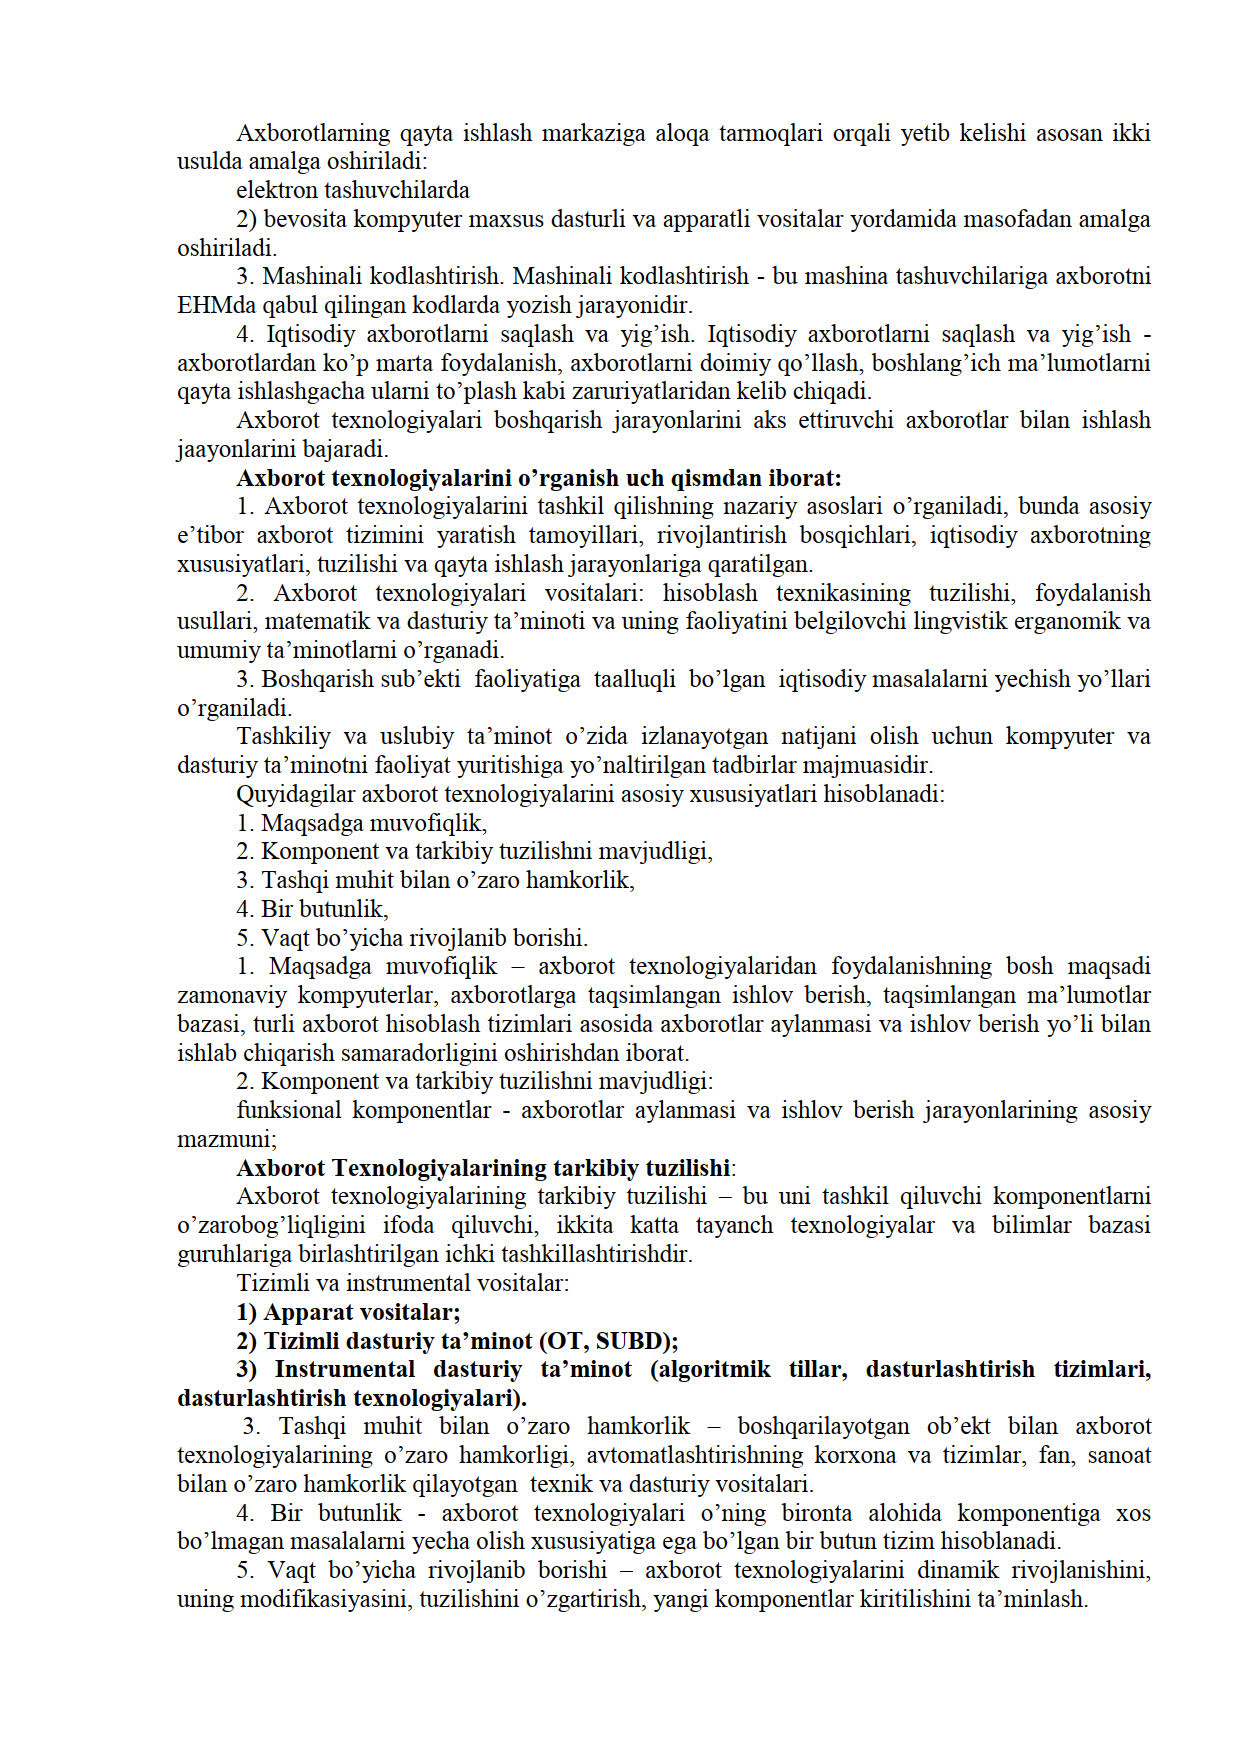 Axborotlarning qayta ishlash markaziga aloqa tarmoqlari orqali yetib kelishi asosan ikki
usulda amalga oshiriladi:
elektron tashuvchilarda
2) bevosita kompyuter maxsus dasturli va apparatli vositalar yordamida masofadan amalga
oshiriladi.
3. Mashinali kodlashtirish. Mashinali kodlashtirish - bu mashina tashuvchilariga axborotni
EHMda qabul qilingan kodlarda yozish jarayonidir.
4. Iqtisodiy axborotlarni saqlash va yig’ish. Iqtisodiy axborotlarni saqlash va yig’ish -
axborotlardan ko’p marta foydalanish, axborotlarni doimiy qo’llash, boshlang’ich ma’lumotlarni
qayta ishlashgacha ularni to’plash kabi zaruriyatlaridan kelib chiqadi.
Axborot texnologiyalari boshqarish jarayonlarini aks ettiruvchi axborotlar bilan ishlash
jaayonlarini bajaradi.
Axborot texnologiyalarini o’rganish uch qismdan iborat:
1. Axborot texnologiyalarini tashkil qilishning nazariy asoslari o’rganiladi, bunda asosiy
e’tibor axborot tizimini yaratish tamoyillari, rivojlantirish bosqichlari, iqtisodiy axborotning
xususiyatlari, tuzilishi va qayta ishlash jarayonlariga qaratilgan.
2. Axborot texnologiyalari vositalari: hisoblash texnikasining tuzilishi, foydalanish
usullari, matematik va dasturiy ta’minoti va uning faoliyatini belgilovchi lingvistik erganomik va
umumiy ta’minotlarni o’rganadi.
3. Boshqarish sub’ekti faoliyatiga taalluqli bo’lgan iqtisodiy masalalarni yechish yo’llari
o’rganiladi.
Tashkiliy va uslubiy ta’minot o’zida izlanayotgan natijani olish uchun kompyuter va
dasturiy ta’minotni faoliyat yuritishiga yo’naltirilgan tadbirlar majmuasidir.
Quyidagilar axborot texnologiyalarini asosiy xususiyatlari hisoblanadi:
1. Maqsadga muvofiqlik,
2. Komponent va tarkibiy tuzilishni mavjudligi,
3. Tashqi muhit bilan o’zaro hamkorlik,
4. Bir butunlik,
5. Vaqt bo’yicha rivojlanib borishi.
1. Maqsadga muvofiqlik – axborot texnologiyalaridan foydalanishning bosh maqsadi
zamonaviy kompyuterlar, axborotlarga taqsimlangan ishlov berish, taqsimlangan ma’lumotlar
bazasi, turli axborot hisoblash tizimlari asosida axborotlar aylanmasi va ishlov berish yo’li bilan
ishlab chiqarish samaradorligini oshirishdan iborat.
2. Komponent va tarkibiy tuzilishni mavjudligi:
funksional komponentlar - axborotlar aylanmasi va ishlov berish jarayonlarining asosiy
mazmuni;
Axborot Texnologiyalarining tarkibiy tuzilishi:
Axborot texnologiyalarining tarkibiy tuzilishi – bu uni tashkil qiluvchi komponentlarni
o’zarobog’liqligini ifoda qiluvchi, ikkita katta tayanch texnologiyalar va bilimlar bazasi
guruhlariga birlashtirilgan ichki tashkillashtirishdir.
Tizimli va instrumental vositalar:
1) Apparat vositalar;
2) Tizimli dasturiy ta’minot (OT, SUBD);
3) Instrumental dasturiy ta’minot (algoritmik tillar, dasturlashtirish tizimlari,
dasturlashtirish texnologiyalari).
3. Tashqi muhit bilan o’zaro hamkorlik – boshqarilayotgan ob’ekt bilan axborot
texnologiyalarining o’zaro hamkorligi, avtomatlashtirishning korxona va tizimlar, fan, sanoat
bilan o’zaro hamkorlik qilayotgan texnik va dasturiy vositalari.
4. Bir butunlik - axborot texnologiyalari o’ning bironta alohida komponentiga xos
bo’lmagan masalalarni yecha olish xususiyatiga ega bo’lgan bir butun tizim hisoblanadi.
5. Vaqt bo’yicha rivojlanib borishi – axborot texnologiyalarini dinamik rivojlanishini,
uning modifikasiyasini, tuzilishini o’zgartirish, yangi komponentlar kiritilishini ta’minlash.